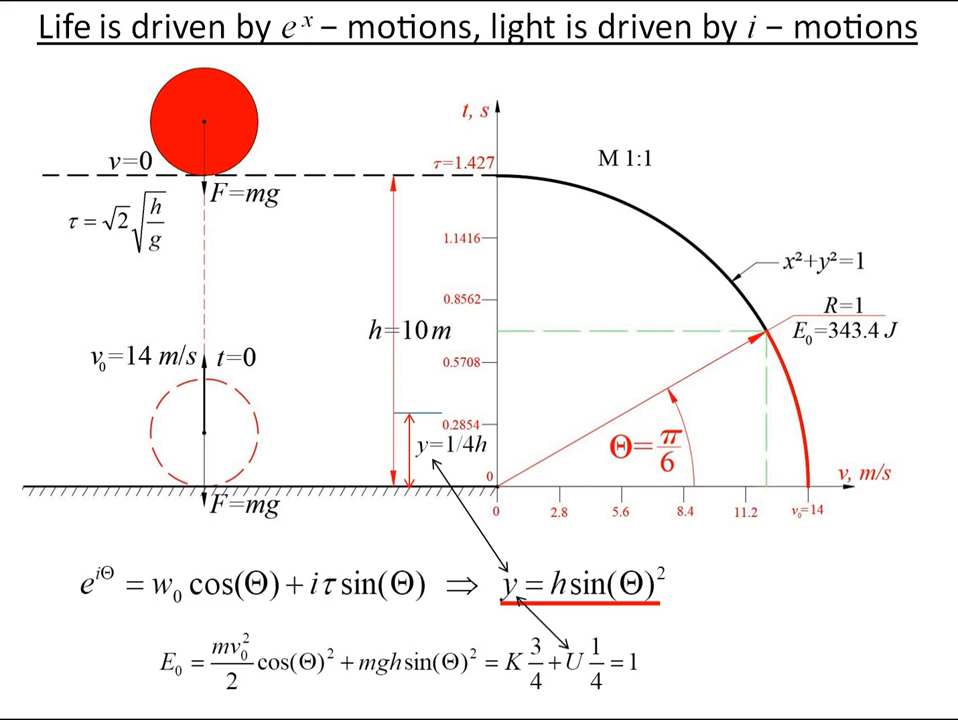 Life is driven by eˣ – motions, light is driven by i – motions
t, s
v=0
τ=1.427
M 1:1
F=mg
τ = √2 √(h/g)
1.1416
x²+y²=1
0.8562
R=1
h=10m
E₀=343.4 J
v₀=14 m/s
t=0
0.5708
0.2854
y=1/4h
Θ=π/6
0
v, m/s
F=mg
0
2.8
5.6
8.4
11.2
v₀=14
e^{iΘ} = w₀ cos(Θ) + iτ sin(Θ) ⇒ y = h sin(Θ)²
E₀ = mv₀²/2 cos(Θ)² + mgh sin(Θ)² = K 3/4 + U 1/4 = 1